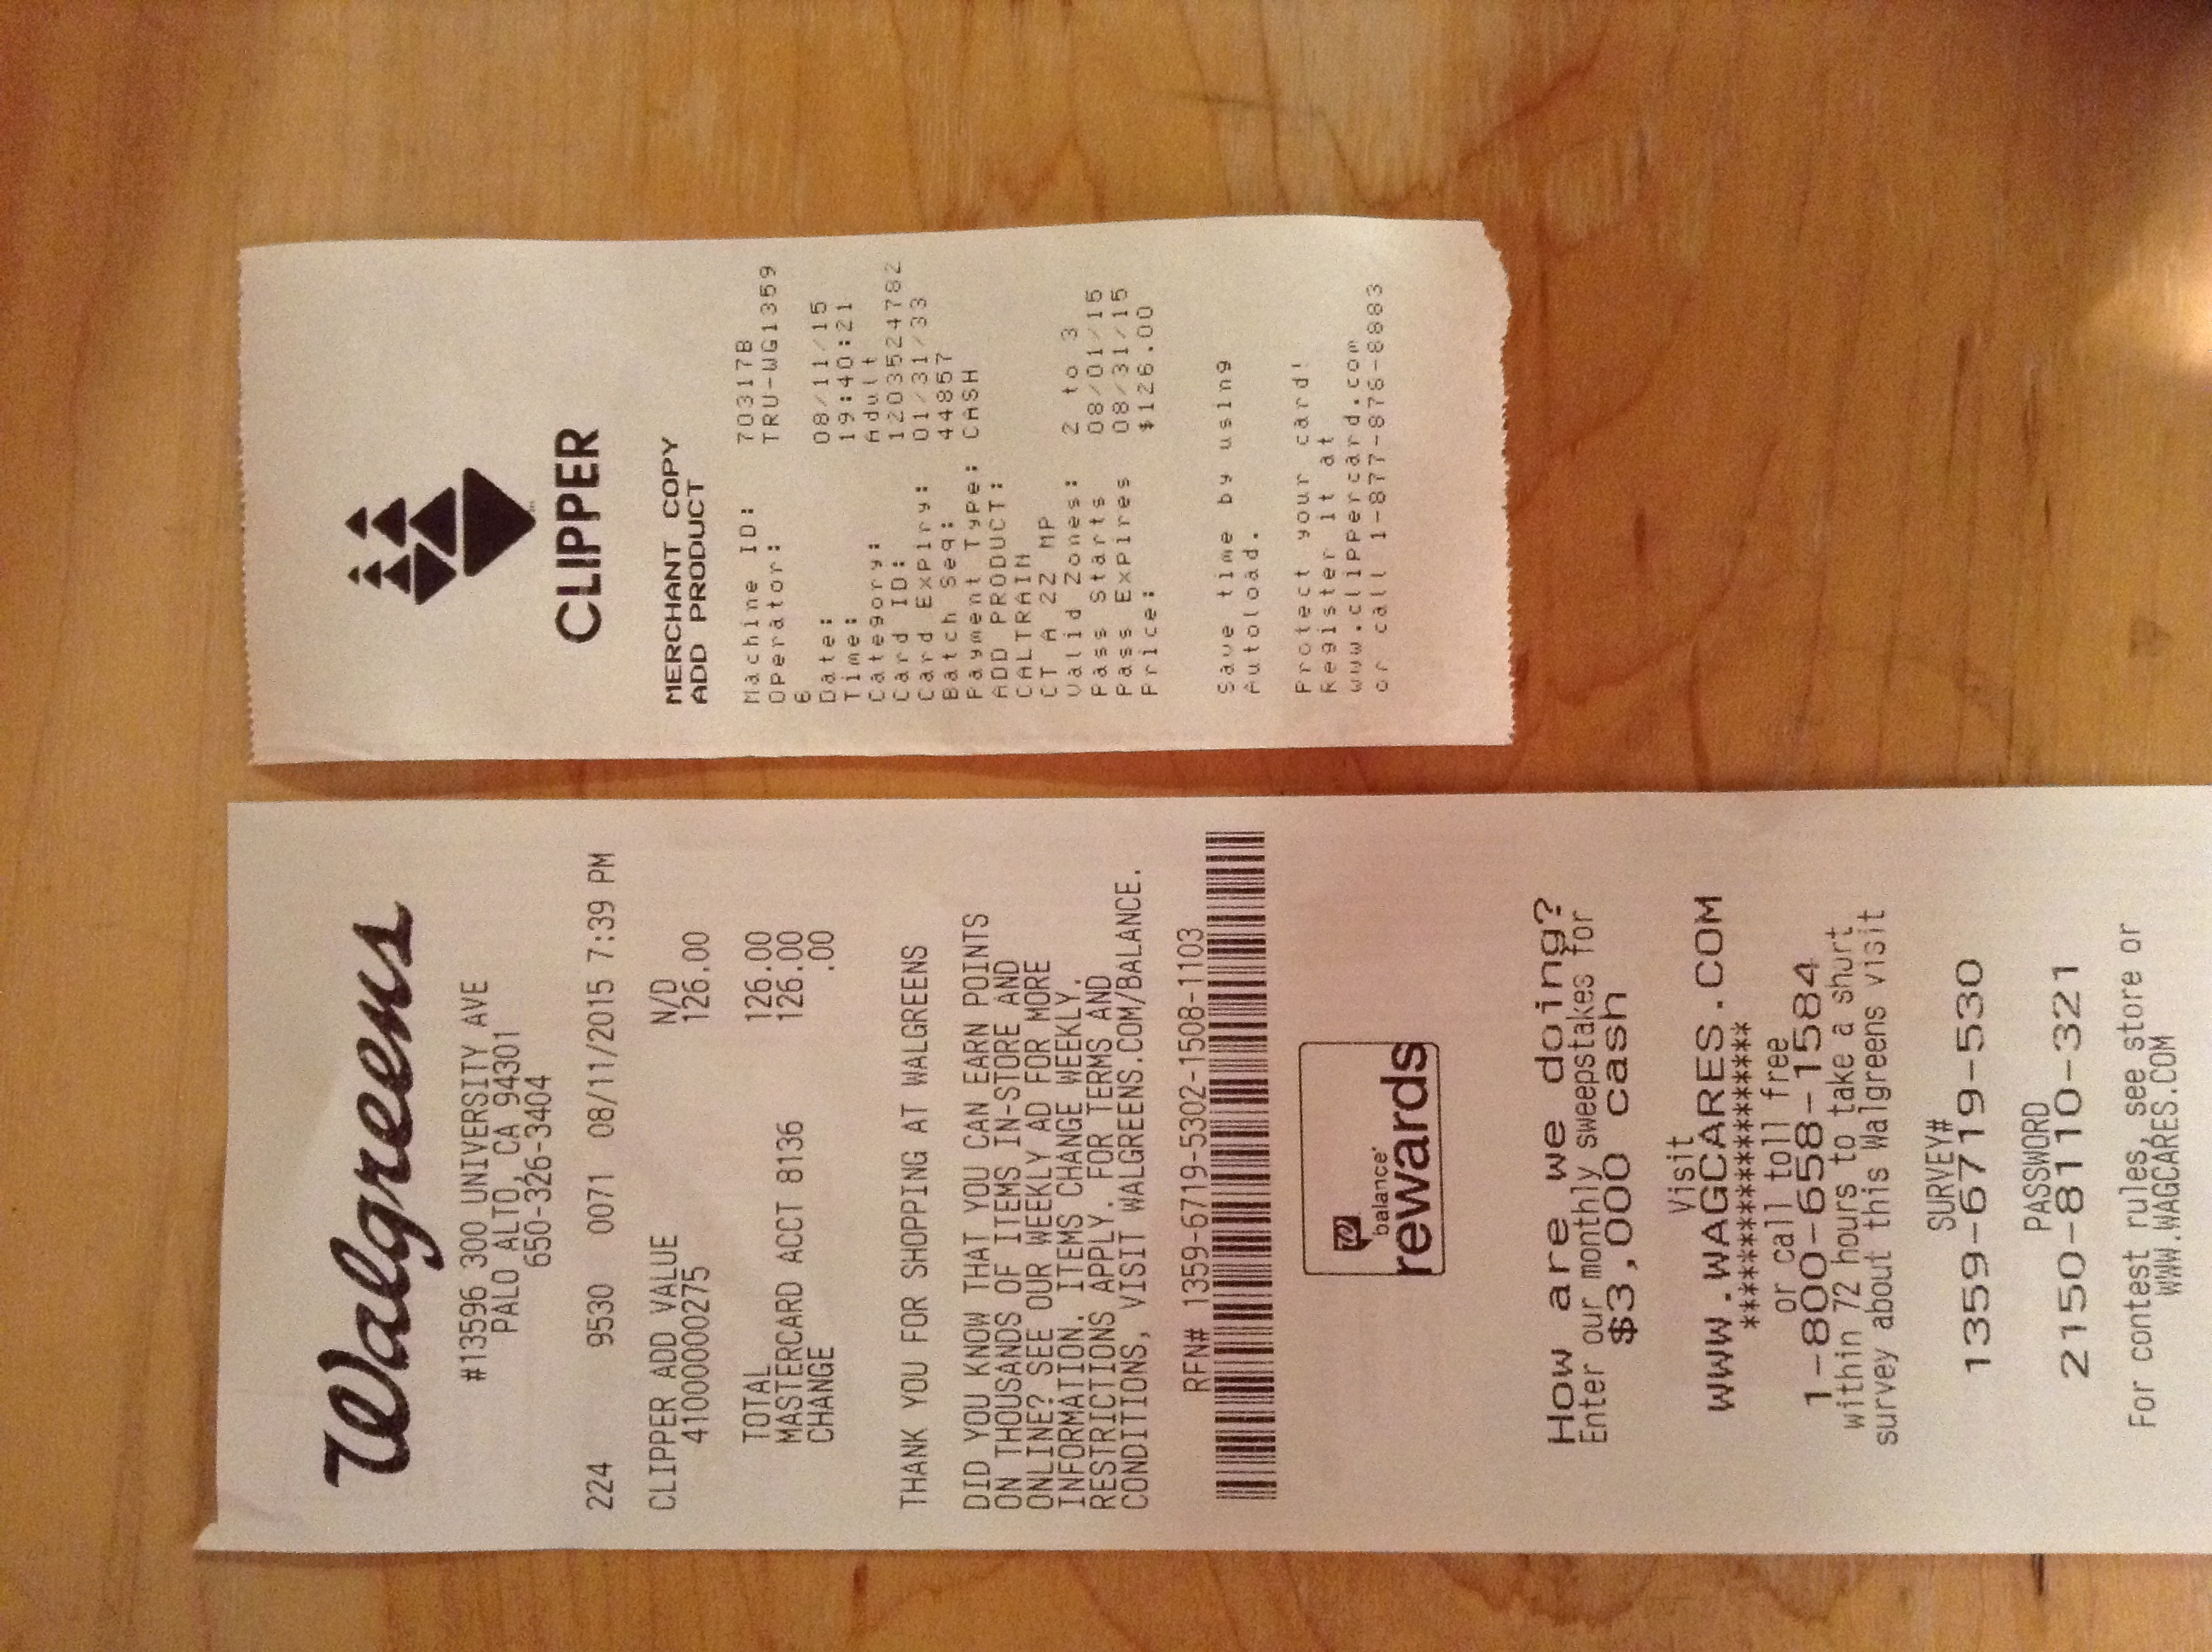 Walgreens
#13596 300 UNIVERSITY AVE
PALO ALTO, CA 94301
650-326-3404
224 9530 0071 08/11/2015 7:39 PM
CLIPPER ADD VALUE N/D
41000000275 126.00
TOTAL 126.00
MASTERCARD ACCT 8136 126.00
CHANGE .00
THANK YOU FOR SHOPPING AT WALGREENS
DID YOU KNOW THAT YOU CAN EARN POINTS
ON THOUSANDS OF ITEMS IN-STORE AND
ONLINE? SEE OUR WEEKLY AD FOR MORE
INFORMATION. ITEMS CHANGE WEEKLY.
RESTRICTIONS APPLY. FOR TERMS AND
CONDITIONS, VISIT WALGREENS.COM/BALANCE.
RFN# 1359-6719-5302-1508-1103
W
balance®
rewards
How are we doing?
Enter our monthly sweepstakes for
$3,000 cash
Visit
WWW.WAGCARES.COM
*******************
or call toll free
1-800-658-1584
within 72 hours to take a short
survey about this Walgreens visit
SURVEY#
1359-6719-530
PASSWORD
2150-8110-321
For contest rules, see store or
WWW.WAGCARES.COM
CLIPPER
MERCHANT COPY
ADD PRODUCT
Machine ID: 70317B
Operator: TRU-WG1359
6
Date: 08/11/15
Time: 19:40:21
Category: Adult
Card ID: 1203524782
Card Expiry: 01/31/33
Batch Seq: 44857
Payment Type: CASH
ADD PRODUCT:
CALTRAIN
CT A 2Z MP
Valid Zones: 2 to 3
Pass Starts 08/01/15
Pass Expires 08/31/15
Price: $126.00
Save time by using
Autoload.
Protect your card!
Register it at
www.clippercard.com
or call 1-877-878-8883